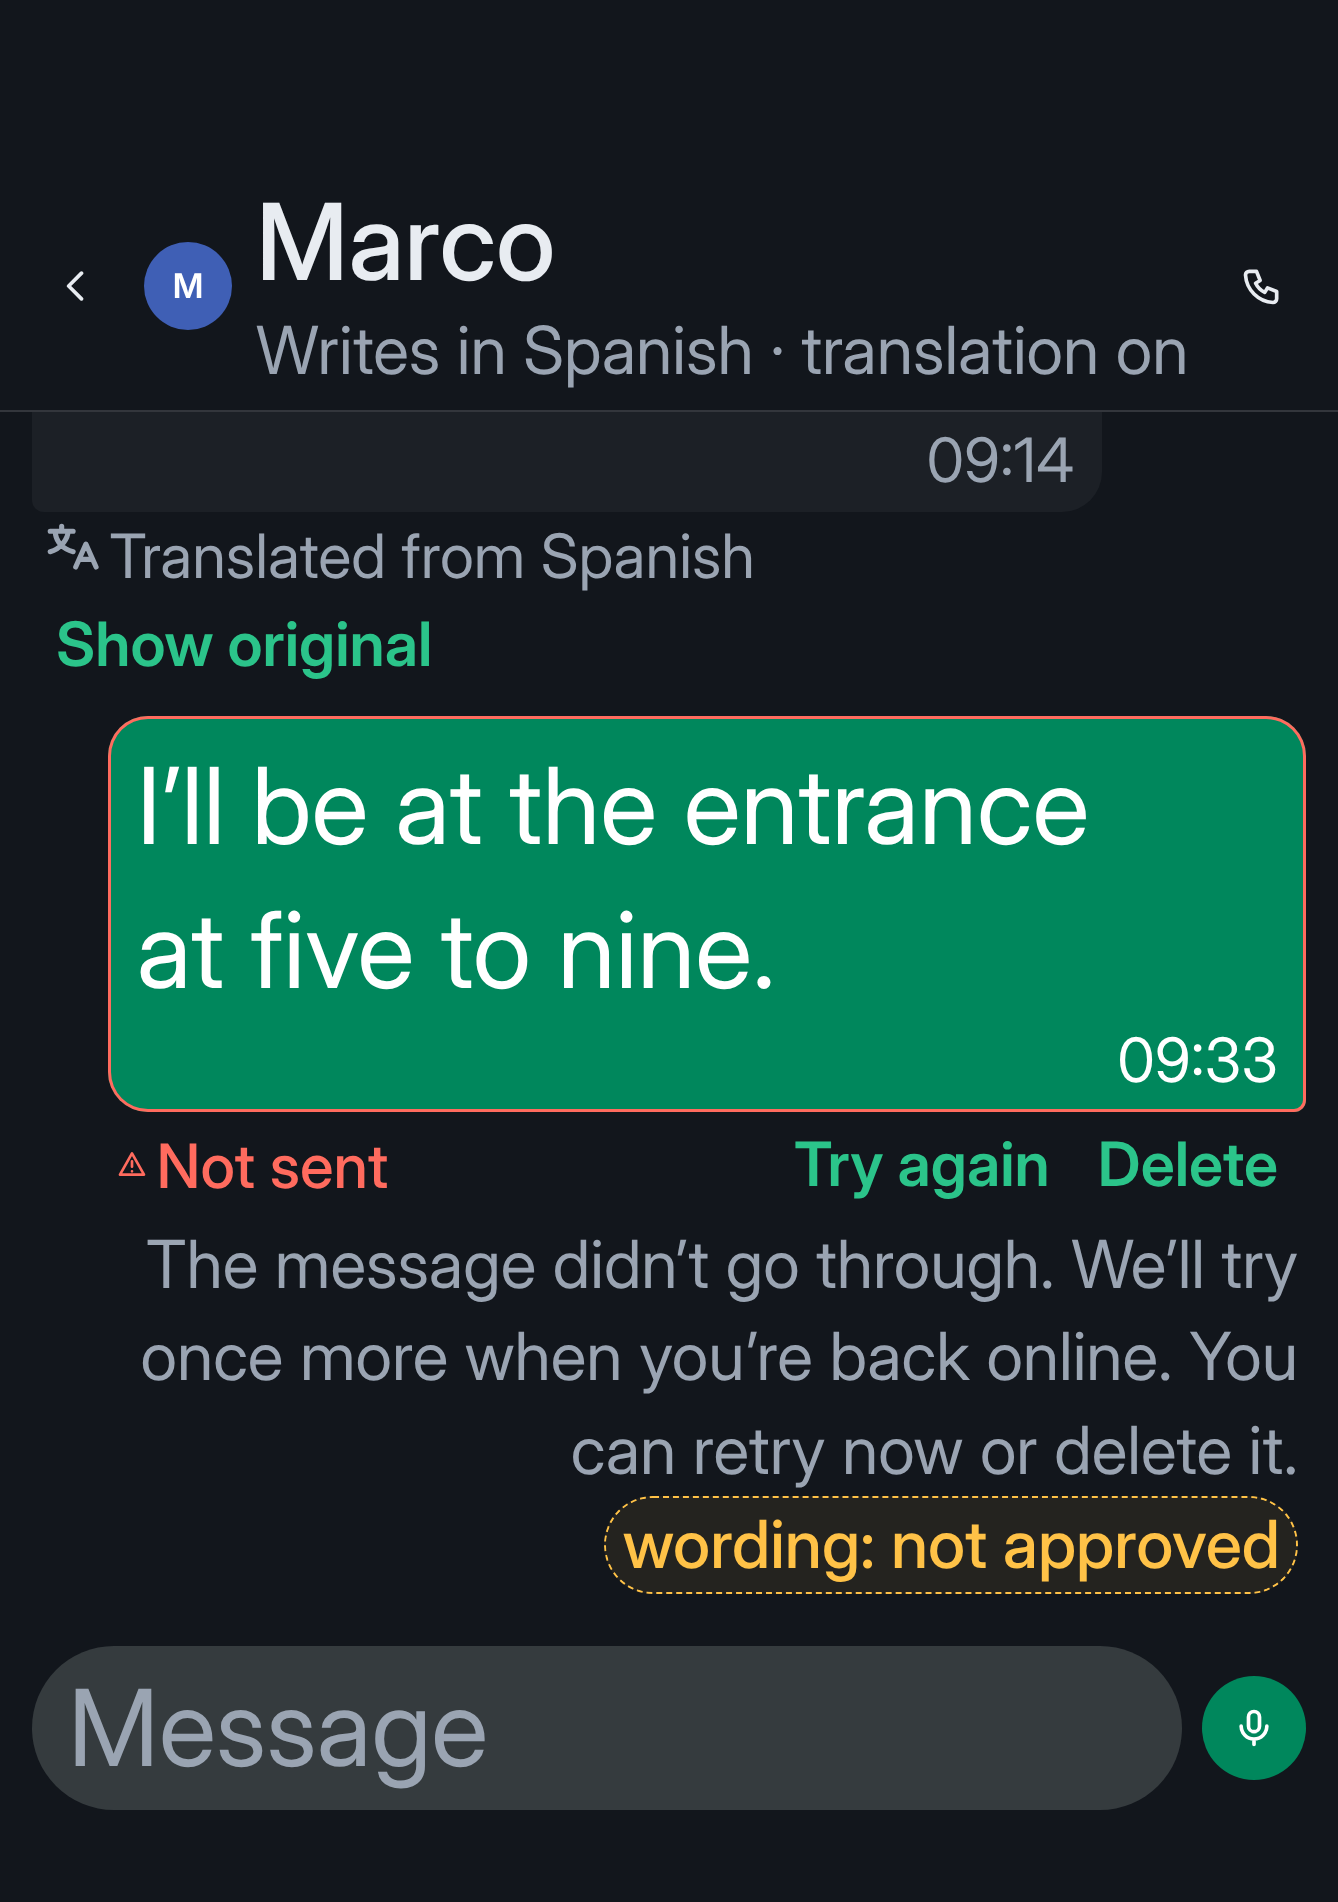 M
Marco
Writes in Spanish · translation on
09:14
Translated from Spanish
Show original
I’ll be at the entrance
at five to nine.
09:33
Not sent Try again Delete
The message didn’t go through. We’ll try
once more when you’re back online. You
can retry now or delete it.
wording: not approved
Message